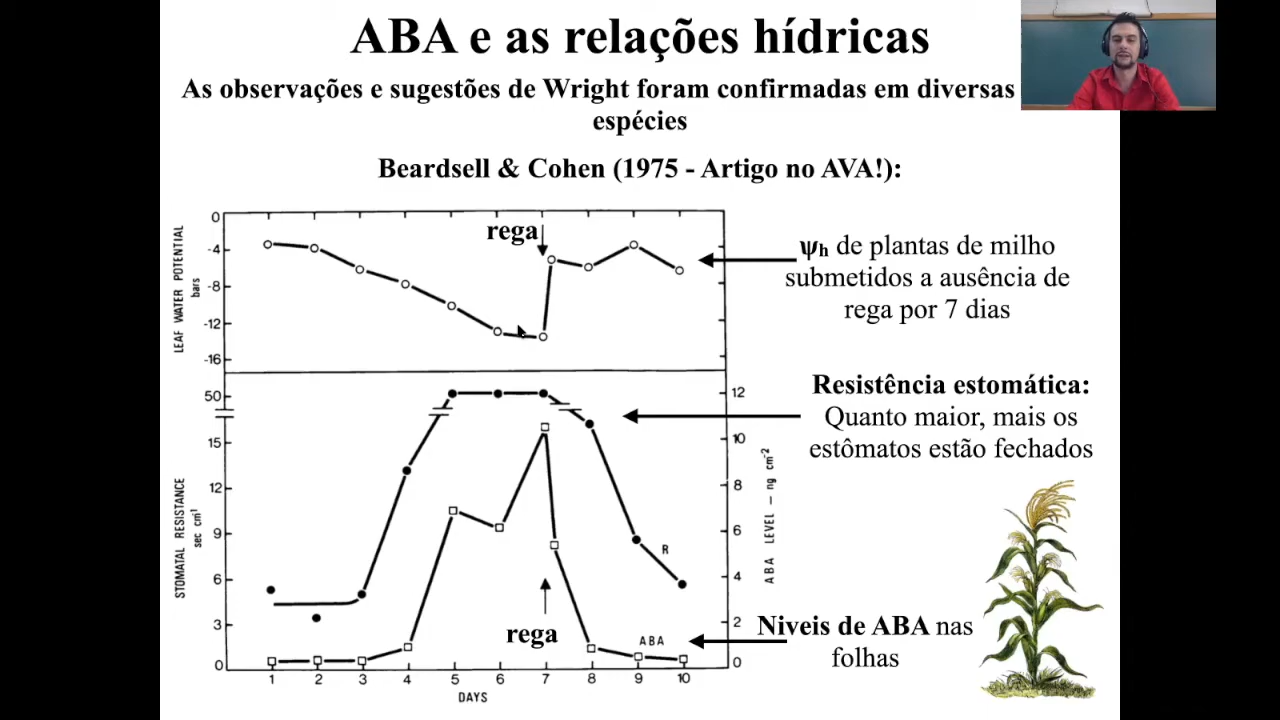 ABA e as relações hídricas
As observações e sugestões de Wright foram confirmadas em diversas
espécies
Beardsell & Cohen (1975 - Artigo no AVA!):
LEAF WATER POTENTIAL
bars
0
-4
-8
-12
-16
rega
ψh de plantas de milho
submetidos a ausência de
rega por 7 dias
STOMATAL RESISTANCE
sec cm¹
50
15
12
9
6
3
0
12
10
8
6
4
2
0
ABA LEVEL — ng cm⁻²
R
ABA
rega
1 2 3 4 5 6 7 8 9 10
DAYS
Resistência estomática:
Quanto maior, mais os
estômatos estão fechados
Niveis de ABA nas
folhas